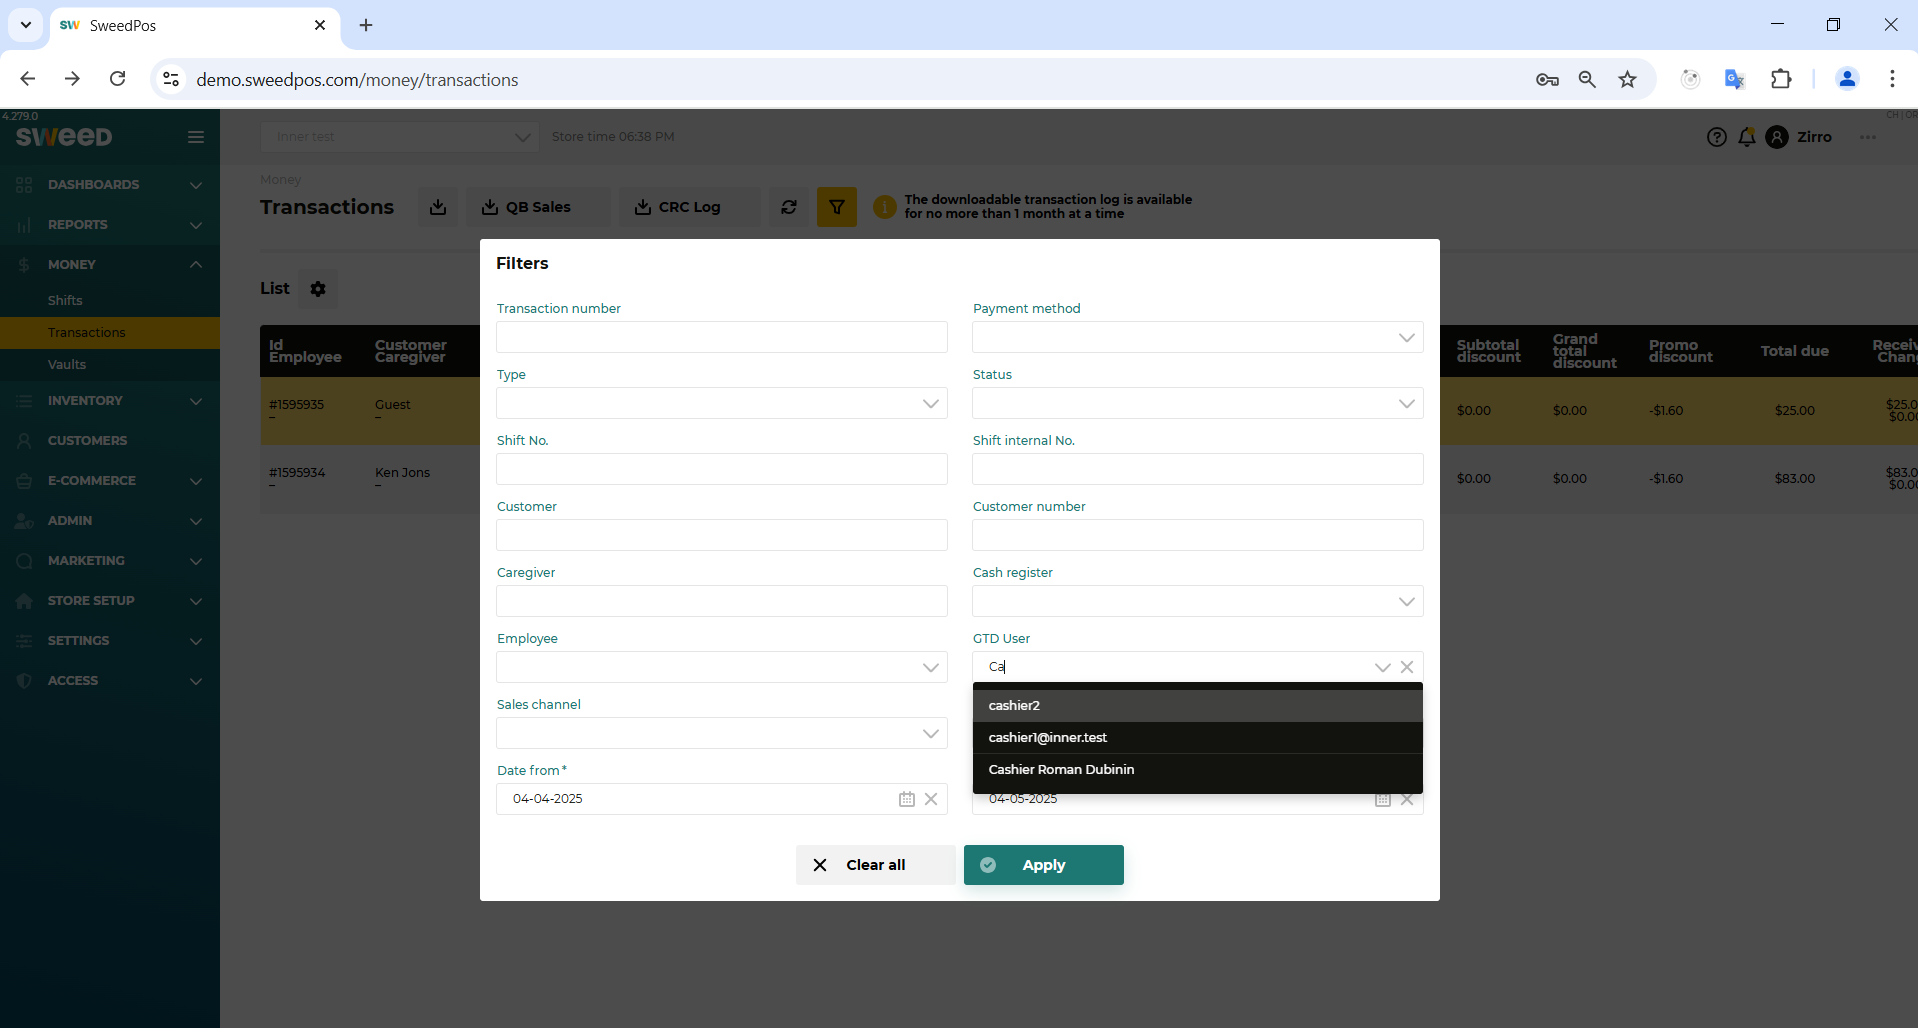 SweedPos
demo.sweedpos.com/money/transactions
4.279.0
sweed
Inner test
Store time 06:38 PM
CH | OR
Zirro
DASHBOARDS
REPORTS
MONEY
Shifts
Transactions
Vaults
INVENTORY
CUSTOMERS
E-COMMERCE
ADMIN
MARKETING
STORE SETUP
SETTINGS
ACCESS
Money
Transactions
QB Sales
CRC Log
The downloadable transaction log is available
for no more than 1 month at a time
List
Id
Employee
Customer
Caregiver
Subtotal
discount
Grand
total
discount
Promo
discount
Total due
Receiv
Chang
#1595935
–
Guest
–
$0.00
$0.00
-$1.60
$25.00
$25.0
$0.00
#1595934
–
Ken Jons
–
$0.00
$0.00
-$1.60
$83.00
$83.0
$0.00
Filters
Transaction number
Payment method
Type
Status
Shift No.
Shift internal No.
Customer
Customer number
Caregiver
Cash register
Employee
GTD User
Ca
cashier2
cashier1@inner.test
Cashier Roman Dubinin
Sales channel
Date from*
04-04-2025
04-05-2025
Clear all
Apply